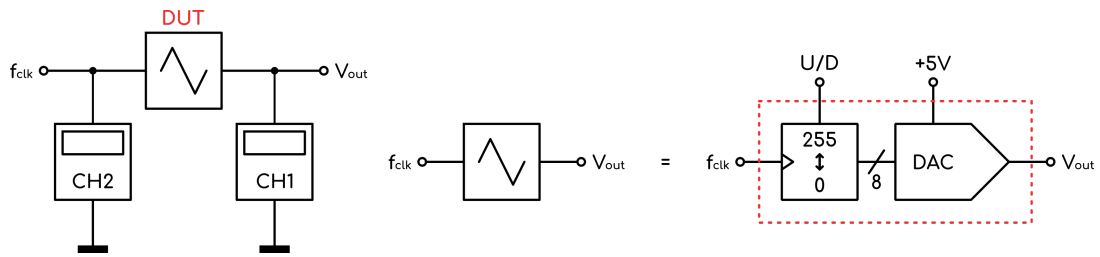 DUT
fclk
Vout
CH2
CH1
fclk
Vout
=
U/D
+5V
fclk
255
↕
0
8
DAC
Vout